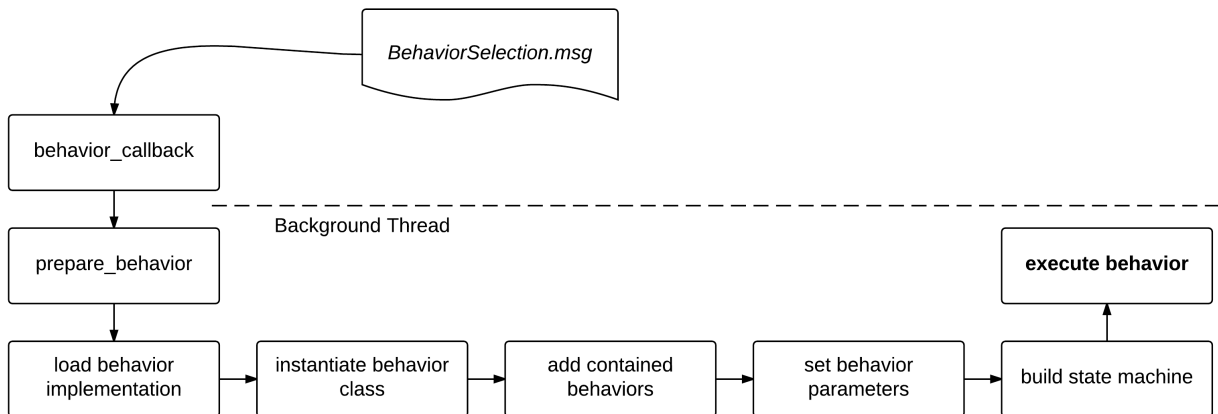 BehaviorSelection.msg
behavior_callback
Background Thread
prepare_behavior
execute behavior
load behavior
implementation
instantiate behavior
class
add contained
behaviors
set behavior
parameters
build state machine